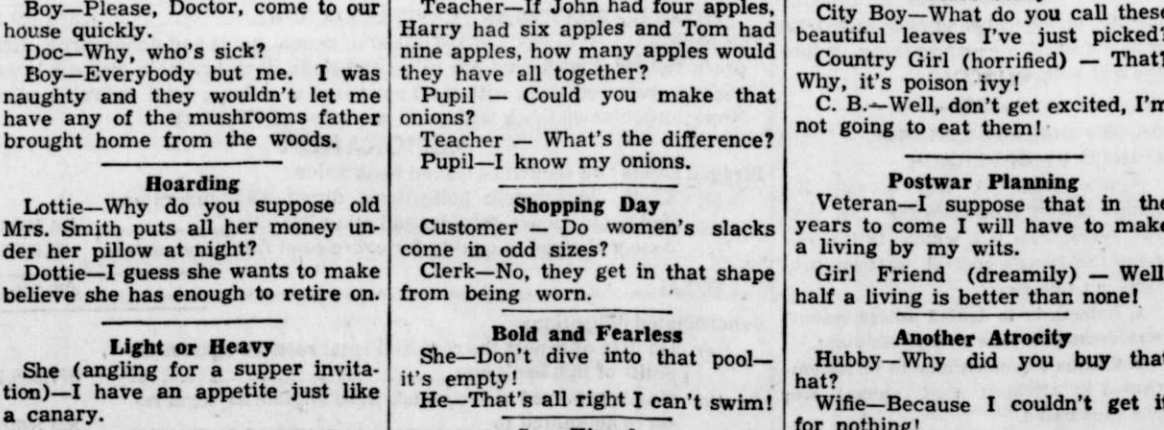 Boy—Please, Doctor, come to our
house quickly.
Doc—Why, who's sick?
Boy—Everybody but me. I was
naughty and they wouldn't let me
have any of the mushrooms father
brought home from the woods.
Hoarding
Lottie—Why do you suppose old
Mrs. Smith puts all her money un-
der her pillow at night?
Dottie—I guess she wants to make
believe she has enough to retire on.
Light or Heavy
She (angling for a supper invita-
tion)—I have an appetite just like
a canary.
Teacher—If John had four apples,
Harry had six apples and Tom had
nine apples, how many apples would
they have all together?
Pupil — Could you make that
onions?
Teacher — What's the difference?
Pupil—I know my onions.
Shopping Day
Customer — Do women's slacks
come in odd sizes?
Clerk—No, they get in that shape
from being worn.
Bold and Fearless
She—Don't dive into that pool—
it's empty!
He—That's all right I can't swim!
City Boy—What do you call these
beautiful leaves I've just picked?
Country Girl (horrified) — That?
Why, it's poison ivy!
C. B.—Well, don't get excited, I'm
not going to eat them!
Postwar Planning
Veteran—I suppose that in the
years to come I will have to make
a living by my wits.
Girl Friend (dreamily) — Well
half a living is better than none!
Another Atrocity
Hubby—Why did you buy that
hat?
Wifie—Because I couldn't get it
for nothing!